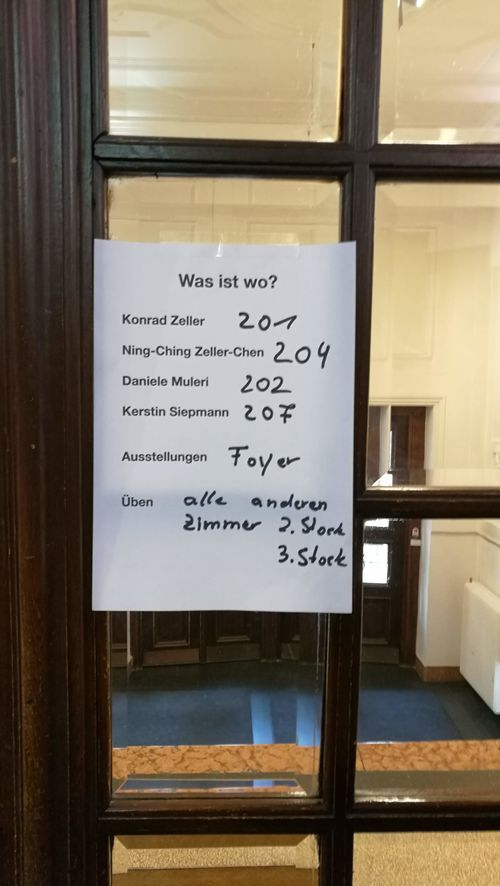 Was ist wo?
Konrad Zeller 201
Ning-Ching Zeller-Chen 204
Daniele Muleri 202
Kerstin Siepmann 207
Ausstellungen Foyer
Üben alle anderen
Zimmer 2. Stock
3. Stock